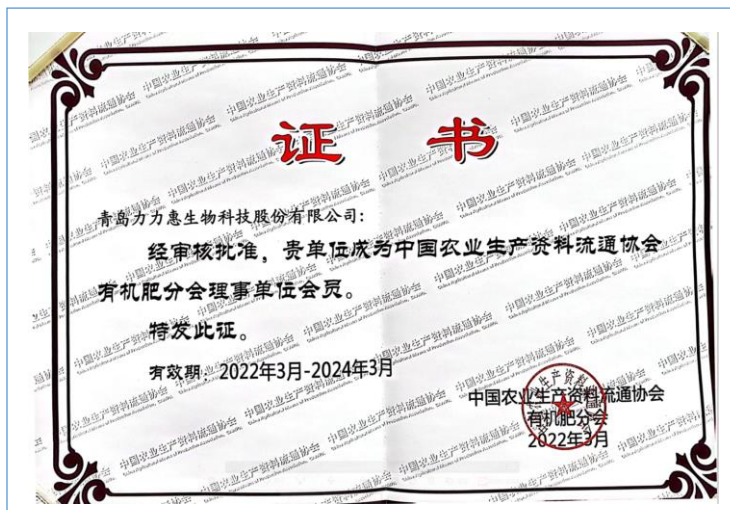 证 书
青岛力力惠生物科技股份有限公司：
经审核批准，贵单位成为中国农业生产资料流通协会
有机肥分会理事单位会员。
特发此证。
有效期：2022年3月-2024年3月
中国农业生产资料流通协会
有机肥分会
2022年3月